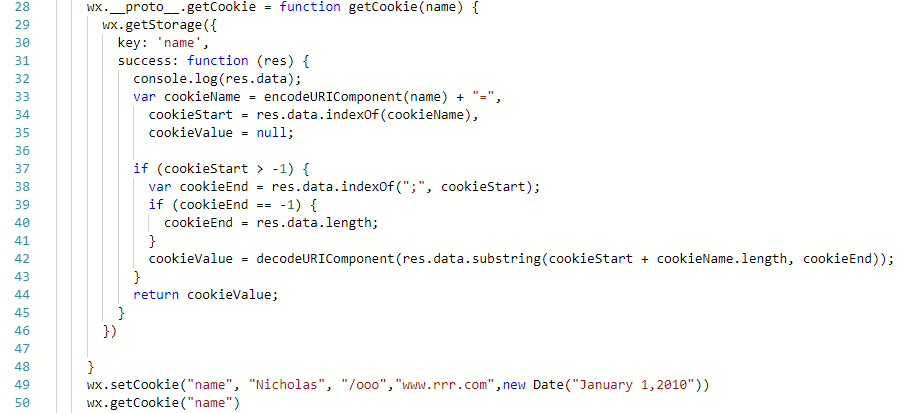 28 wx.__proto__.getCookie = function getCookie(name) {
29 wx.getStorage({
30 key: 'name',
31 success: function (res) {
32 console.log(res.data);
33 var cookieName = encodeURIComponent(name) + "=",
34 cookieStart = res.data.indexOf(cookieName),
35 cookieValue = null;
36
37 if (cookieStart > -1) {
38 var cookieEnd = res.data.indexOf(";", cookieStart);
39 if (cookieEnd == -1) {
40 cookieEnd = res.data.length;
41 }
42 cookieValue = decodeURIComponent(res.data.substring(cookieStart + cookieName.length, cookieEnd));
43 }
44 return cookieValue;
45 }
46 })
47
48 }
49 wx.setCookie("name", "Nicholas", "/ooo","www.rrr.com",new Date("January 1,2010"))
50 wx.getCookie("name")